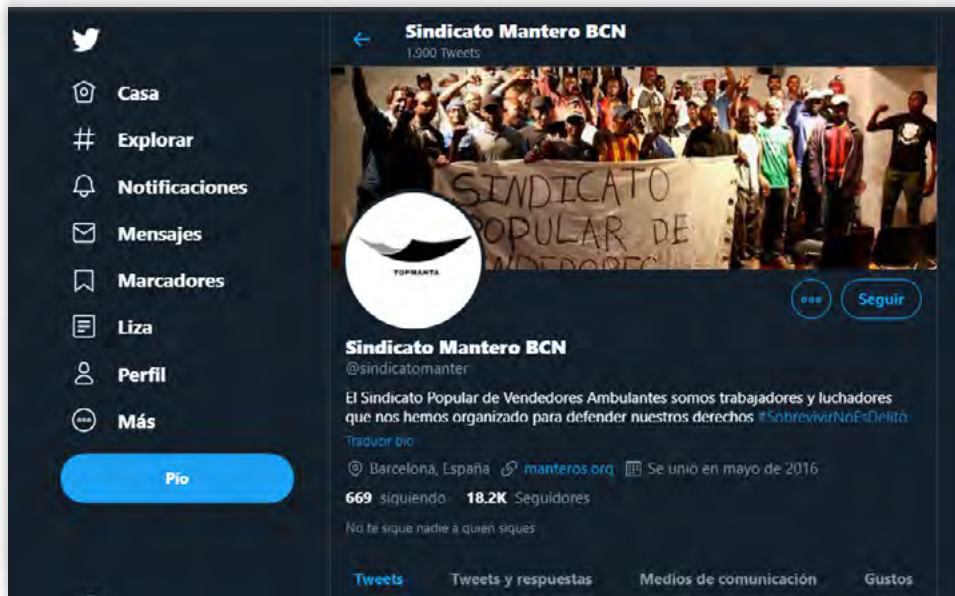 Sindicato Mantero BCN
1.900 Tweets
Casa
Explorar
Notificaciones
Mensajes
Marcadores
Liza
Perfil
Más
Pío
SINDICATO
POPULAR DE
TOPMANTA
Seguir
Sindicato Mantero BCN
@sindicatomanter
El Sindicato Popular de Vendedores Ambulantes somos trabajadores y luchadores
que nos hemos organizado para defender nuestros derechos #SobrevivirNoEsDelito
Traducir bio
Barcelona, España manteros.org Se unió en mayo de 2016
669 siguiendo 18.2K Seguidores
No te sigue nadie a quien sigues
Tweets Tweets y respuestas Medios de comunicación Gustos